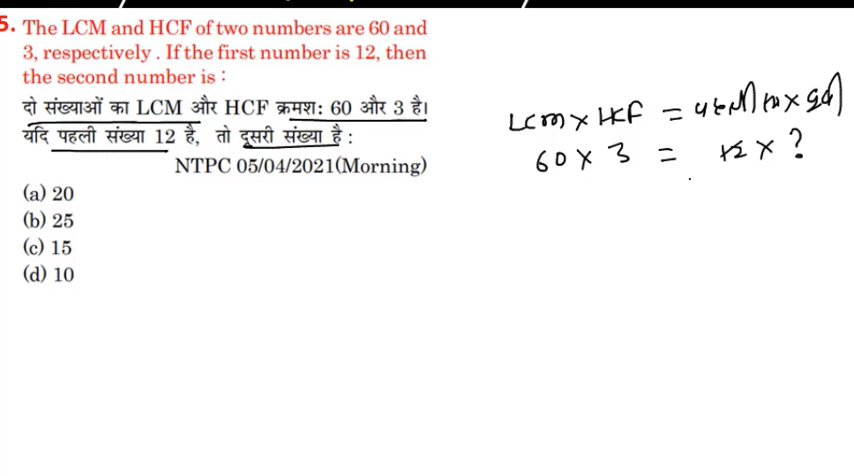 5. The LCM and HCF of two numbers are 60 and
3, respectively . If the first number is 12, then
the second number is :
दो संख्याओं का LCM और HCF क्रमश: 60 और 3 है।
यदि पहली संख्या 12 है, तो दूसरी संख्या है :
NTPC 05/04/2021(Morning)
(a) 20
(b) 25
(c) 15
(d) 10
LCM x HCF =
60 x 3 = 12 x ?